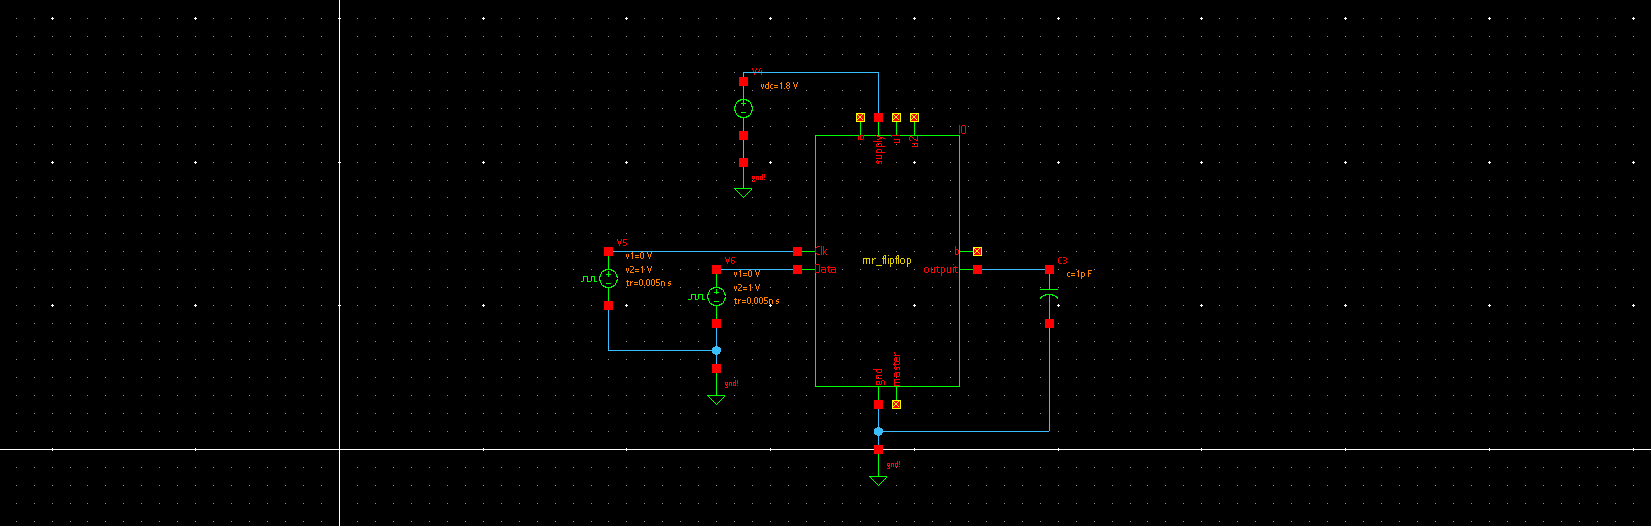 V4
vdc=1.8 V
I0
supply
gnd!
V5
v1=0 V
v2=1 V
tr=0.005n s
V6
v1=0 V
v2=1 V
tr=0.005n s
Clk
Data
mr_flipflop
b
output
C3
c=1p F
gnd!
gnd
master
gnd!